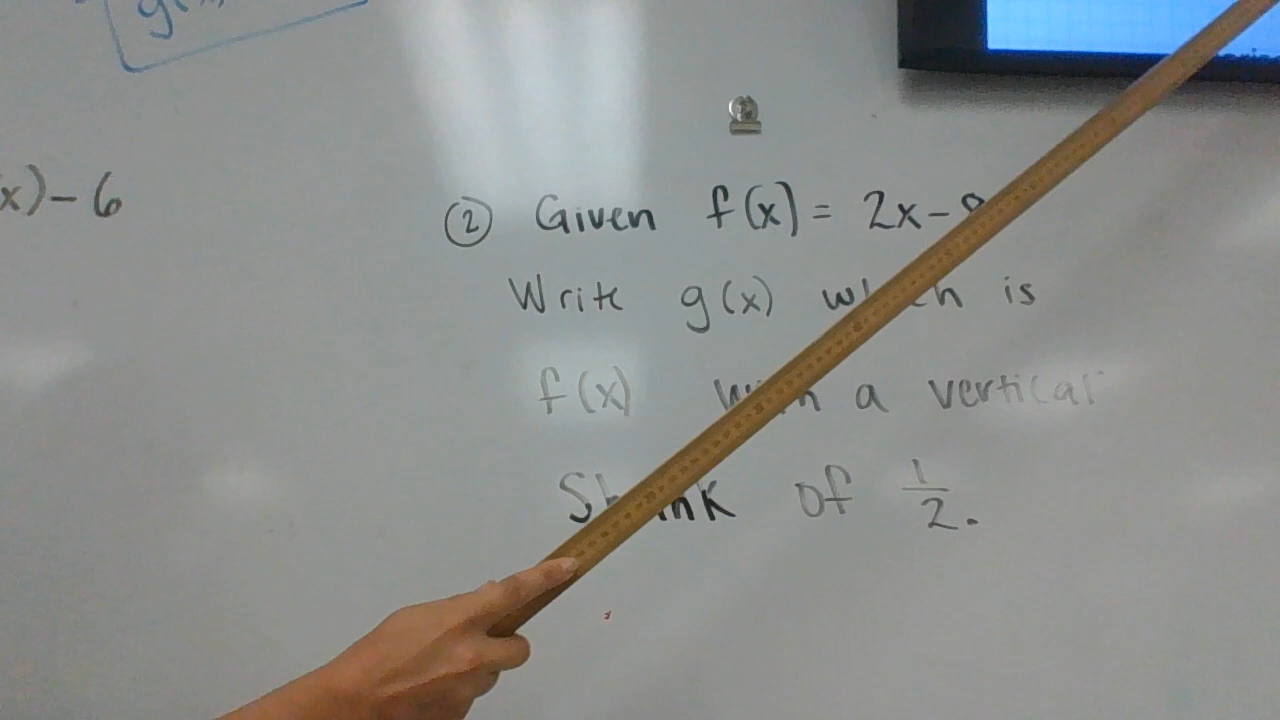 g(x)
x)-6
② Given f(x) = 2x-
Write g(x) is
f(x) a vertical
of 1/2.